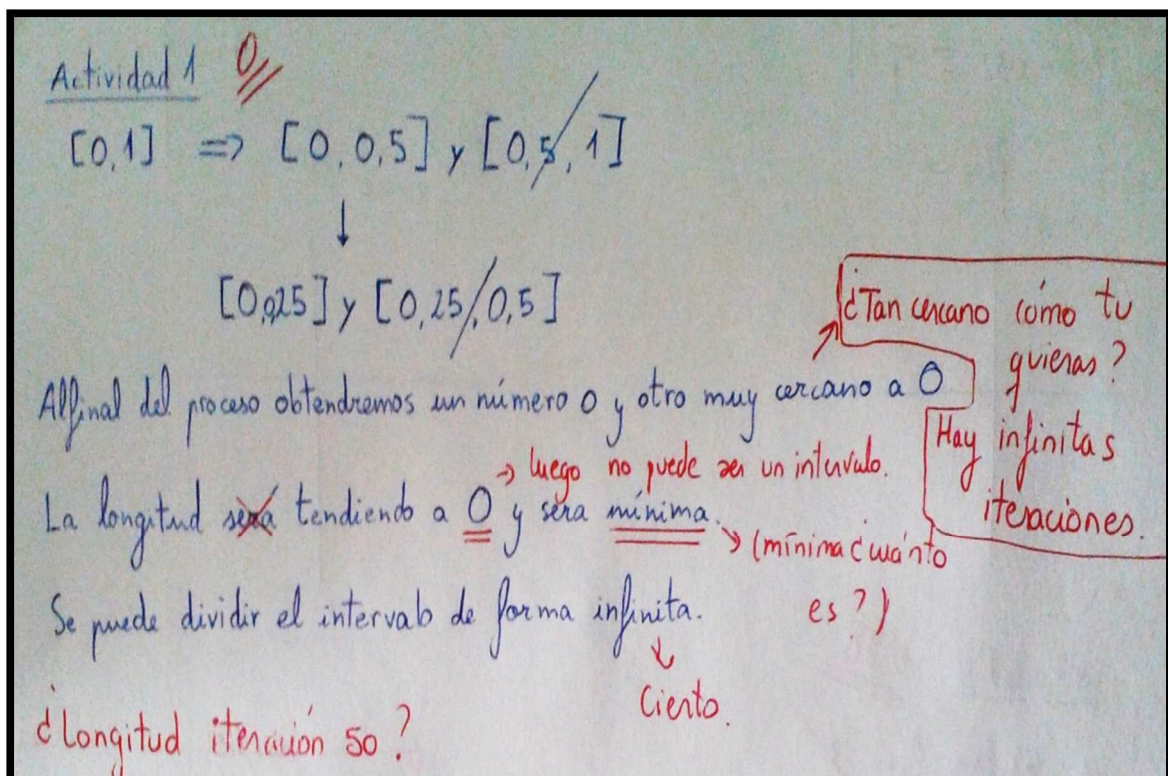 Actividad 1 0
[0,1] => [0,0,5] y [0,5,1]
[0,0,25] y [0,25,0,5]
¿Tan cercano cómo tu
quieras?
Al final del proceso obtendremos un número 0 y otro muy cercano a 0
Hay infinitas
iteraciones.
→ luego no puede ser un intervalo.
La longitud será tendiendo a 0 y será mínima.
(mínima ¿cuánto
es?)
Se puede dividir el intervalo de forma infinita.
Cierto.
¿Longitud iteración 50?